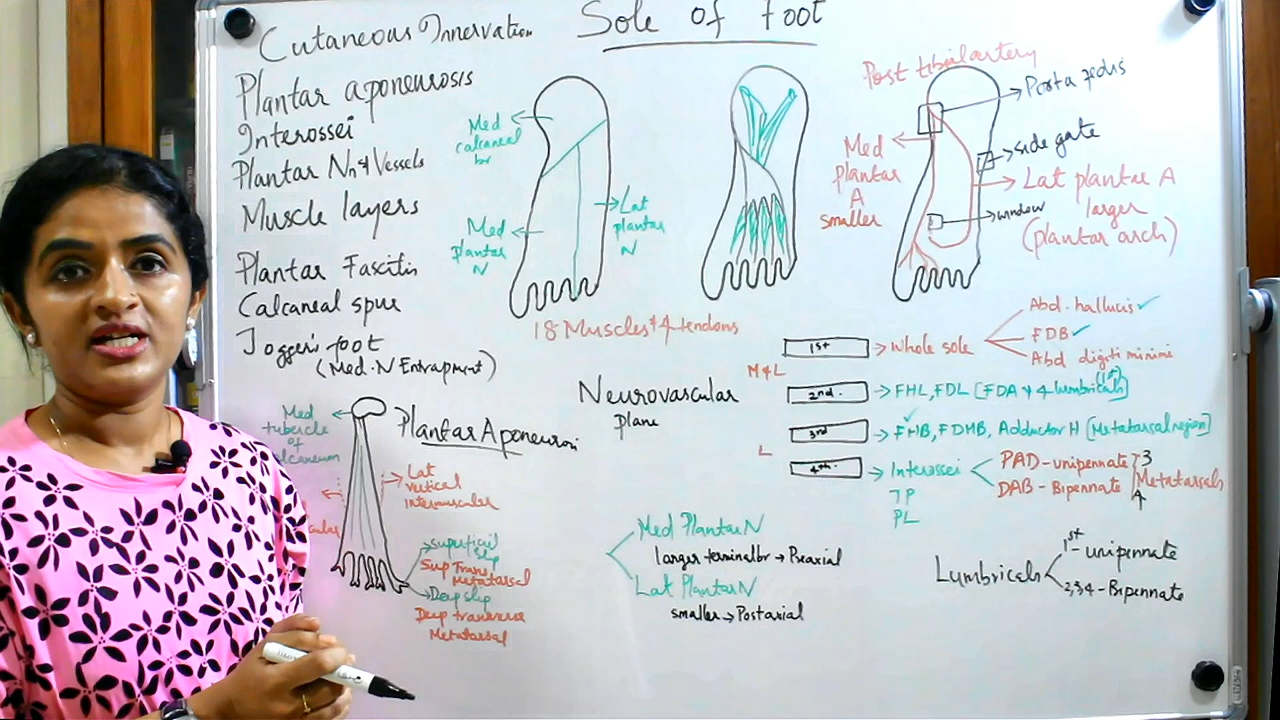 Sole of Foot
Cutaneous Innervation
Plantar aponeurosis
Interossei
Plantar Nn & Vessels
Muscle layers
Plantar Fascitis
Calcaneal spur
Jogger's foot
(Med. N Entrapment)
Med
calcaneal
br
Med
plantar
N
Lat
plantar
N
Post tibial artery
Porta pedis
side gate
Med
plantar
A
smaller
Lat plantar A
larger
(plantar arch)
window
18 Muscles & 4 tendons
Neurovascular
plane
M & L
L
1st
Whole sole
Abd. hallucis ✓
FDB ✓
Abd digiti minimi
2nd
FHL, FDL [FDA & 4 lumbricals]
(1st)
3rd
FHB, FDMB, Adductor H [Metatarsal region]
4th
Interossei
TP
PL
PAD - unipennate 3
DAB - Bipennate
Metatarsals
4
Med
tubercle
of
calcaneum
Plantar Aponeurosis
Lat
vertical
intermuscular
cular
superficial
slip
Sup Trans
Metatarsal
Deep slip
Deep transverse
Metatarsal
Med Plantar N
larger terminal br → Preaxial
Lat Plantar N
smaller → Postaxial
Lumbricals
1st - unipennate
2,3,4 - Bipennate